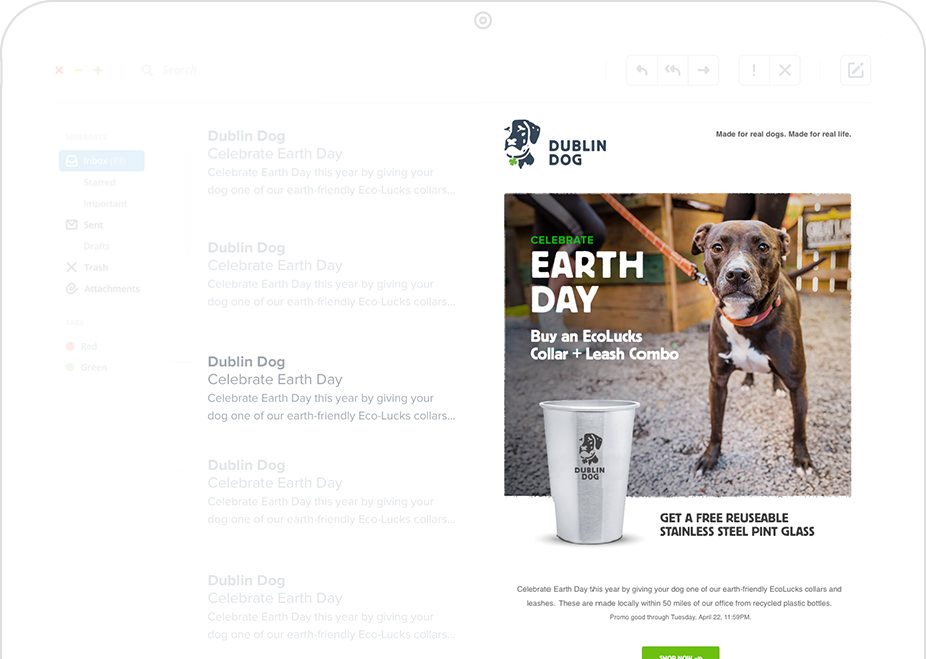 Search
Inbox
Starred
Important
Sent
Drafts
Trash
Attachments
Red
Green
Dublin Dog
Celebrate Earth Day
Celebrate Earth Day this year by giving your
dog one of our earth-friendly Eco-Lucks collars...
Dublin Dog
Celebrate Earth Day
Celebrate Earth Day this year by giving your
dog one of our earth-friendly Eco-Lucks collars...
Dublin Dog
Celebrate Earth Day
Celebrate Earth Day this year by giving your
dog one of our earth-friendly Eco-Lucks collars...
Dublin Dog
Celebrate Earth Day
Celebrate Earth Day this year by giving your
dog one of our earth-friendly Eco-Lucks collars...
Dublin Dog
Celebrate Earth Day
Celebrate Earth Day this year by giving your
dog one of our earth-friendly Eco-Lucks collars...
DUBLIN
DOG
Made for real dogs. Made for real life.
CELEBRATE
EARTH
DAY
Buy an EcoLucks
Collar + Leash Combo
DUBLIN
DOG
GET A FREE REUSEABLE
STAINLESS STEEL PINT GLASS
Celebrate Earth Day this year by giving your dog one of our earth-friendly EcoLucks collars and
leashes. These are made locally within 50 miles of our office from recycled plastic bottles.
Promo good through Tuesday, April 22, 11:59PM.
SHOP NOW